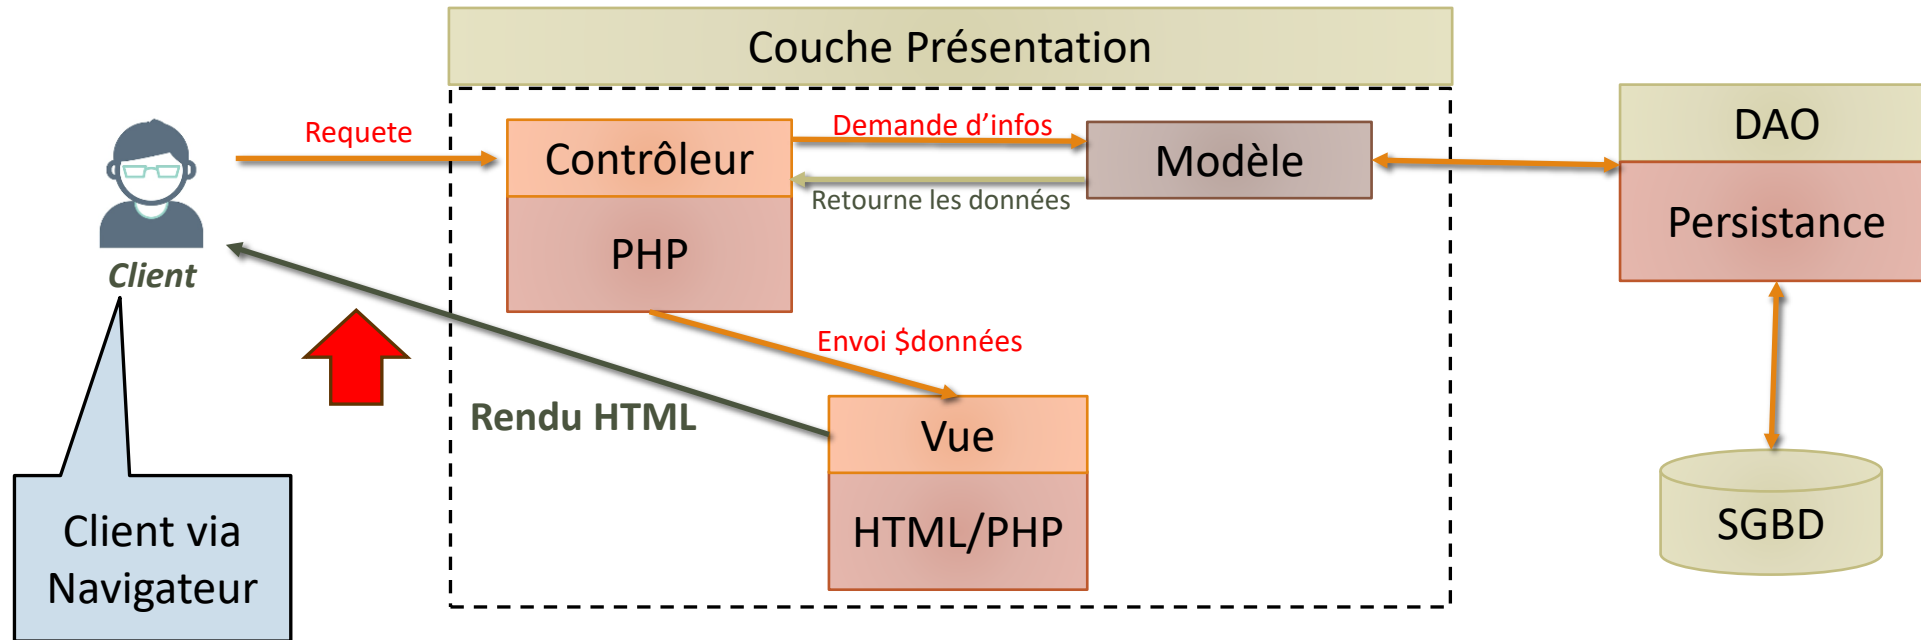 Couche Présentation
Requete
Contrôleur
PHP
Demande d'infos
Retourne les données
Modèle
DAO
Persistance
Client
Envoi $données
Rendu HTML
Vue
HTML/PHP
SGBD
Client via
Navigateur